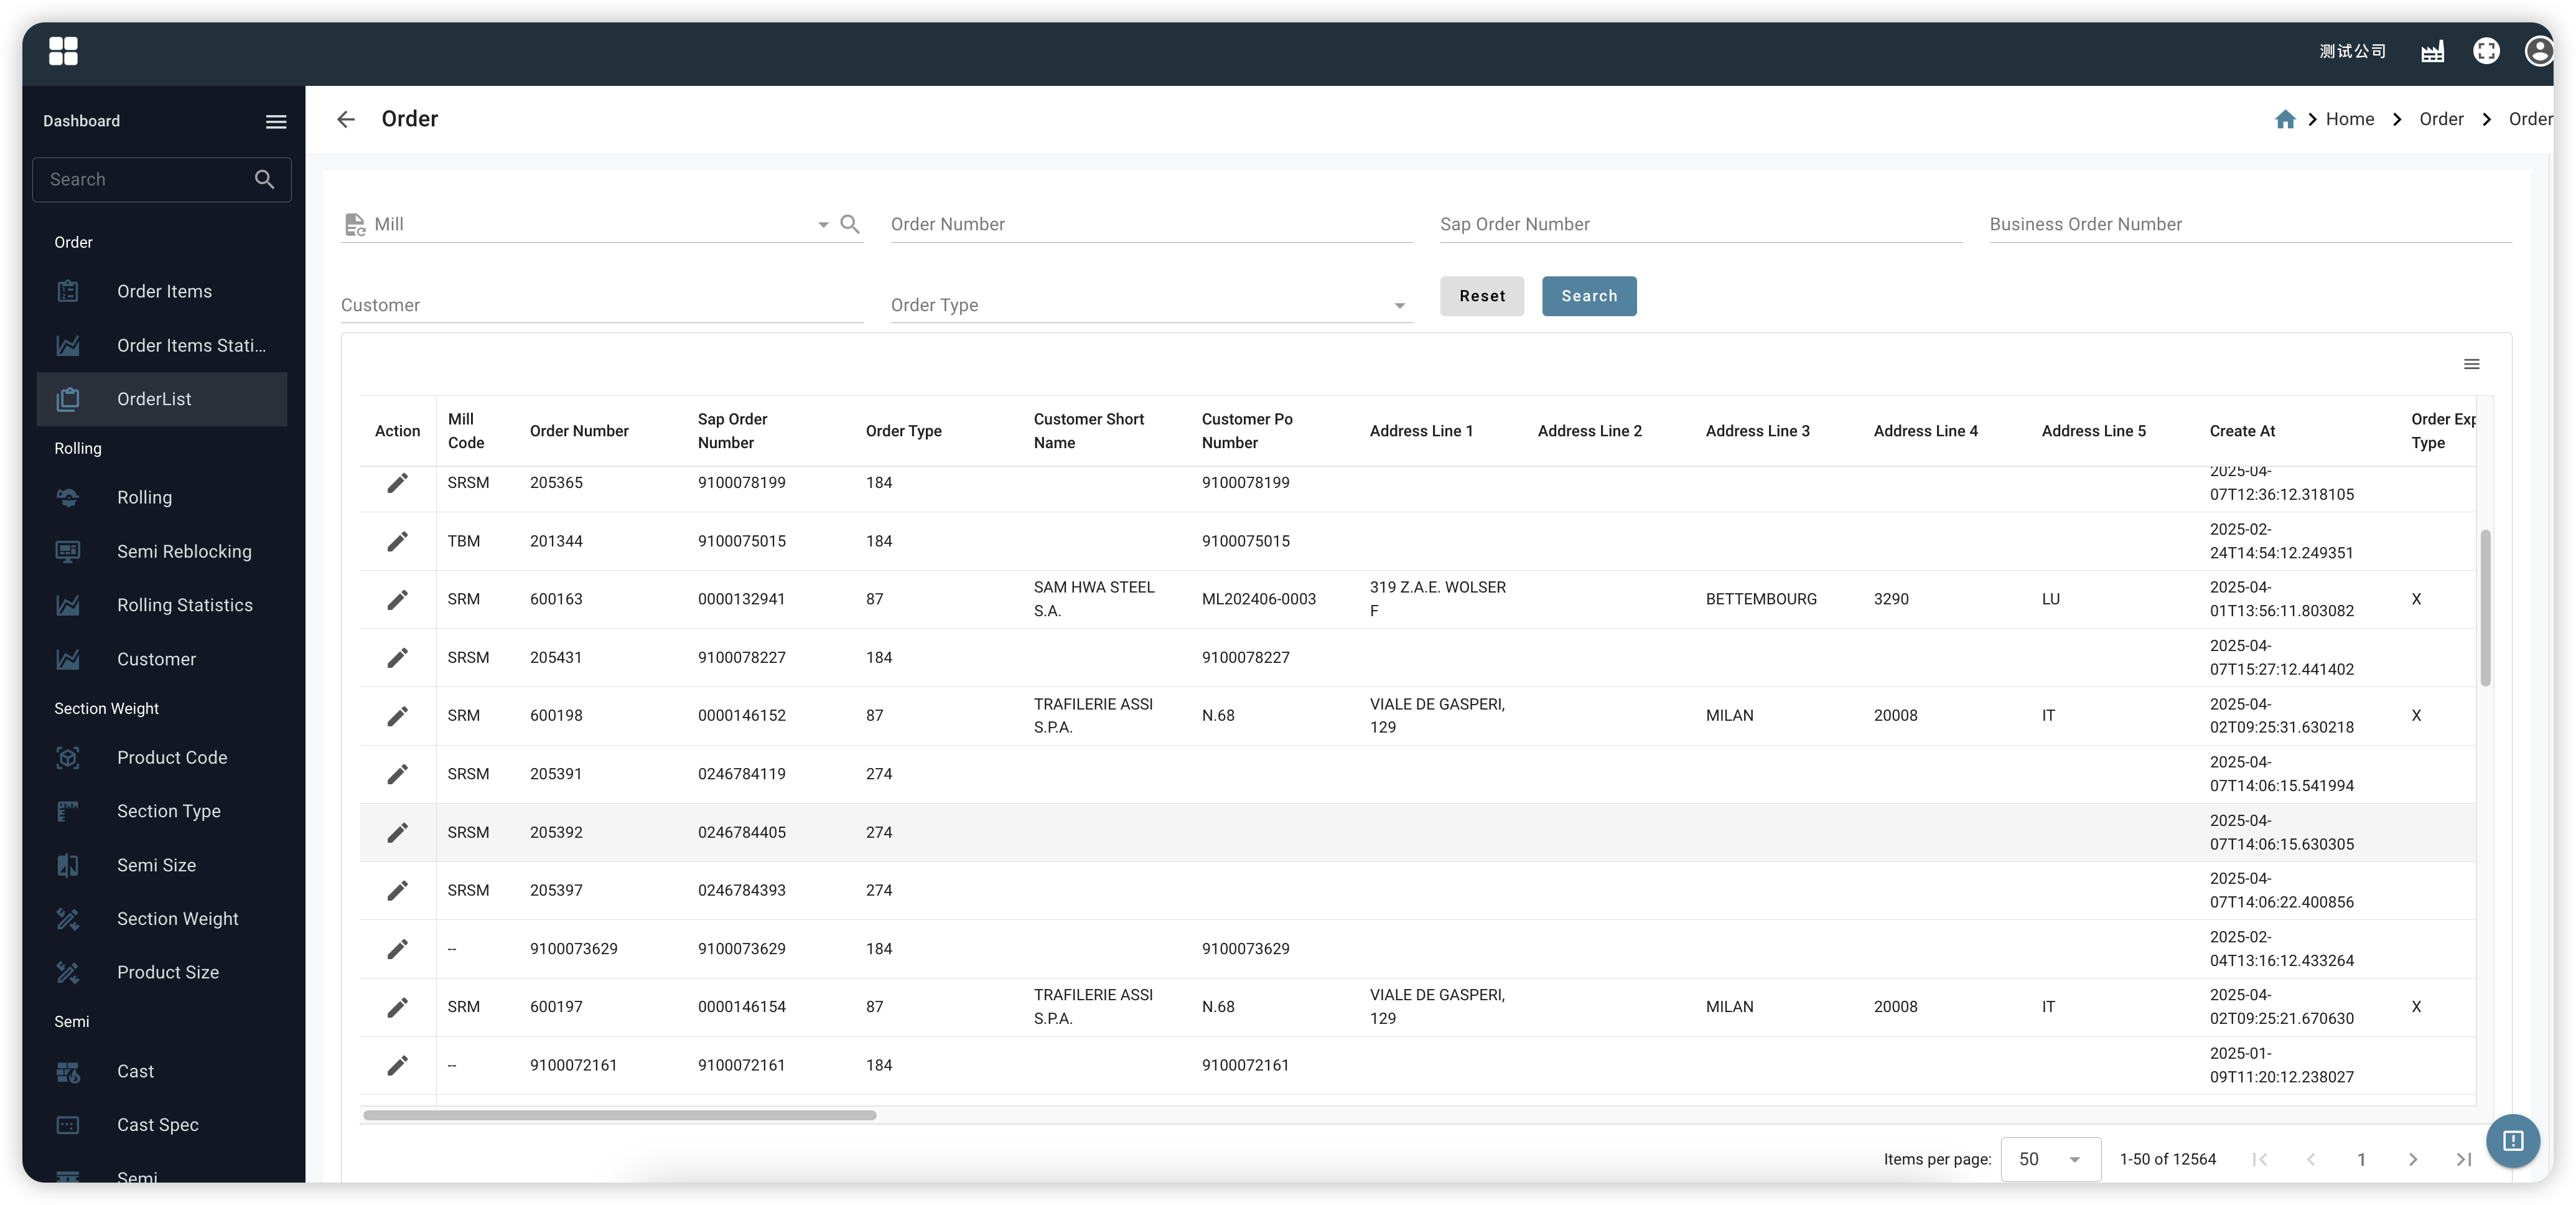 测试公司
Dashboard
Order
Home
Order
Order
Search
Order
Order Items
Order Items Stati...
OrderList
Rolling
Rolling
Semi Reblocking
Rolling Statistics
Customer
Section Weight
Product Code
Section Type
Semi Size
Section Weight
Product Size
Semi
Cast
Cast Spec
Semi
Mill
Order Number
Sap Order Number
Business Order Number
Customer
Order Type
Reset
Search
Action
Mill
Code
Order Number
Sap Order
Number
Order Type
Customer Short
Name
Customer Po
Number
Address Line 1
Address Line 2
Address Line 3
Address Line 4
Address Line 5
Create At
Order Exp
Type
SRSM 205365 9100078199 184 9100078199
2025-04-
07T12:36:12.318105
TBM 201344 9100075015 184 9100075015
2025-02-
24T14:54:12.249351
SRM 600163 0000132941 87
SAM HWA STEEL
S.A.
ML202406-0003
319 Z.A.E. WOLSER
F
BETTEMBOURG 3290 LU
2025-04-
01T13:56:11.803082
X
SRSM 205431 9100078227 184 9100078227
2025-04-
07T15:27:12.441402
SRM 600198 0000146152 87
TRAFILERIE ASSI
S.P.A.
N.68
VIALE DE GASPERI,
129
MILAN 20008 IT
2025-04-
02T09:25:31.630218
X
SRSM 205391 0246784119 274
2025-04-
07T14:06:15.541994
SRSM 205392 0246784405 274
2025-04-
07T14:06:15.630305
SRSM 205397 0246784393 274
2025-04-
07T14:06:22.400856
-- 9100073629 9100073629 184 9100073629
2025-02-
04T13:16:12.433264
SRM 600197 0000146154 87
TRAFILERIE ASSI
S.P.A.
N.68
VIALE DE GASPERI,
129
MILAN 20008 IT
2025-04-
02T09:25:21.670630
X
-- 9100072161 9100072161 184 9100072161
2025-01-
09T11:20:12.238027
Items per page: 50 1-50 of 12564 1